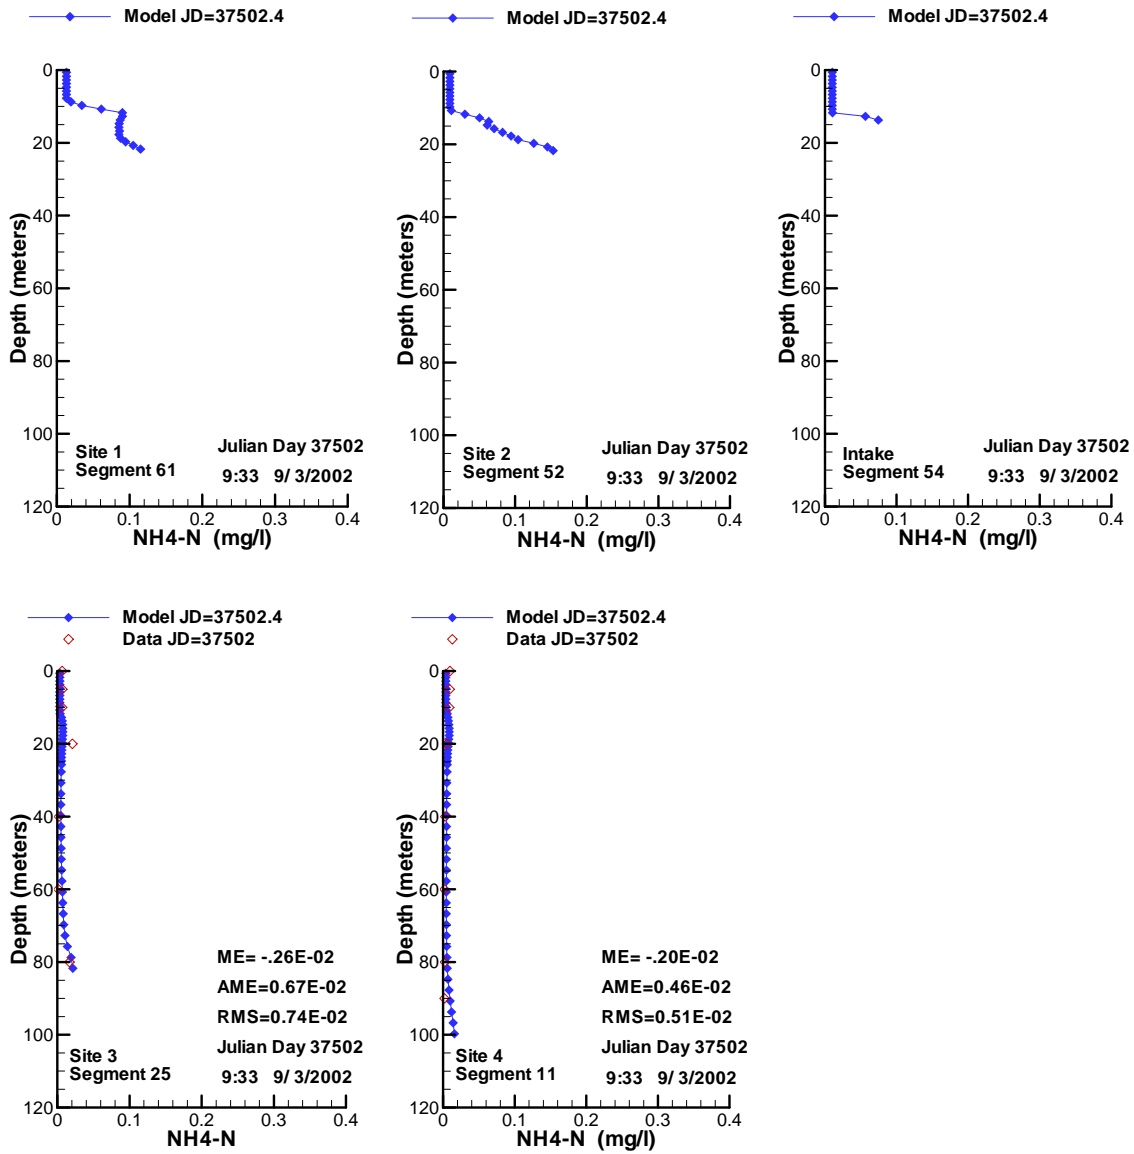 Model JD=37502.4
0
20
40
60
80
100
120
Depth (meters)
Site 1
Segment 61
Julian Day 37502
9:33 9/ 3/2002
0 0.1 0.2 0.3 0.4
NH4-N (mg/l)
Model JD=37502.4
0
20
40
60
80
100
120
Depth (meters)
Site 2
Segment 52
Julian Day 37502
9:33 9/ 3/2002
0 0.1 0.2 0.3 0.4
NH4-N (mg/l)
Model JD=37502.4
0
20
40
60
80
100
120
Depth (meters)
Intake
Segment 54
Julian Day 37502
9:33 9/ 3/2002
0 0.1 0.2 0.3 0.4
NH4-N (mg/l)
Model JD=37502.4
Data JD=37502
0
20
40
60
80
100
120
Depth (meters)
ME= -.26E-02
AME=0.67E-02
RMS=0.74E-02
Site 3
Segment 25
Julian Day 37502
9:33 9/ 3/2002
0 0.1 0.2 0.3 0.4
NH4-N
Model JD=37502.4
Data JD=37502
0
20
40
60
80
100
120
Depth (meters)
ME= -.20E-02
AME=0.46E-02
RMS=0.51E-02
Site 4
Segment 11
Julian Day 37502
9:33 9/ 3/2002
0 0.1 0.2 0.3 0.4
NH4-N (mg/l)